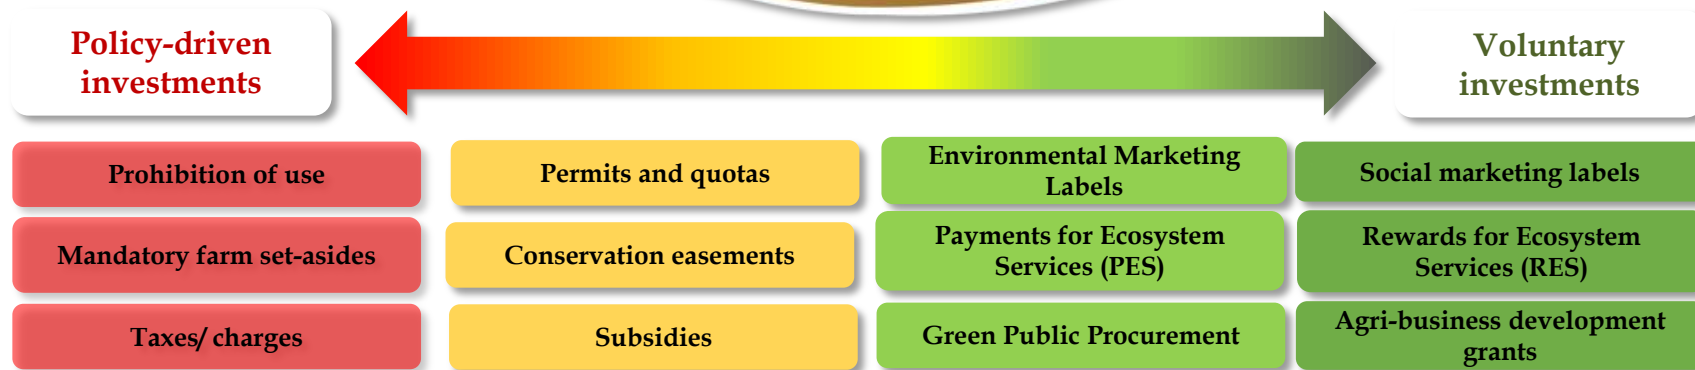 Policy-driven
investments
Voluntary
investments
Prohibition of use
Permits and quotas
Environmental Marketing
Labels
Social marketing labels
Mandatory farm set-asides
Conservation easements
Payments for Ecosystem
Services (PES)
Rewards for Ecosystem
Services (RES)
Taxes/ charges
Subsidies
Green Public Procurement
Agri-business development
grants